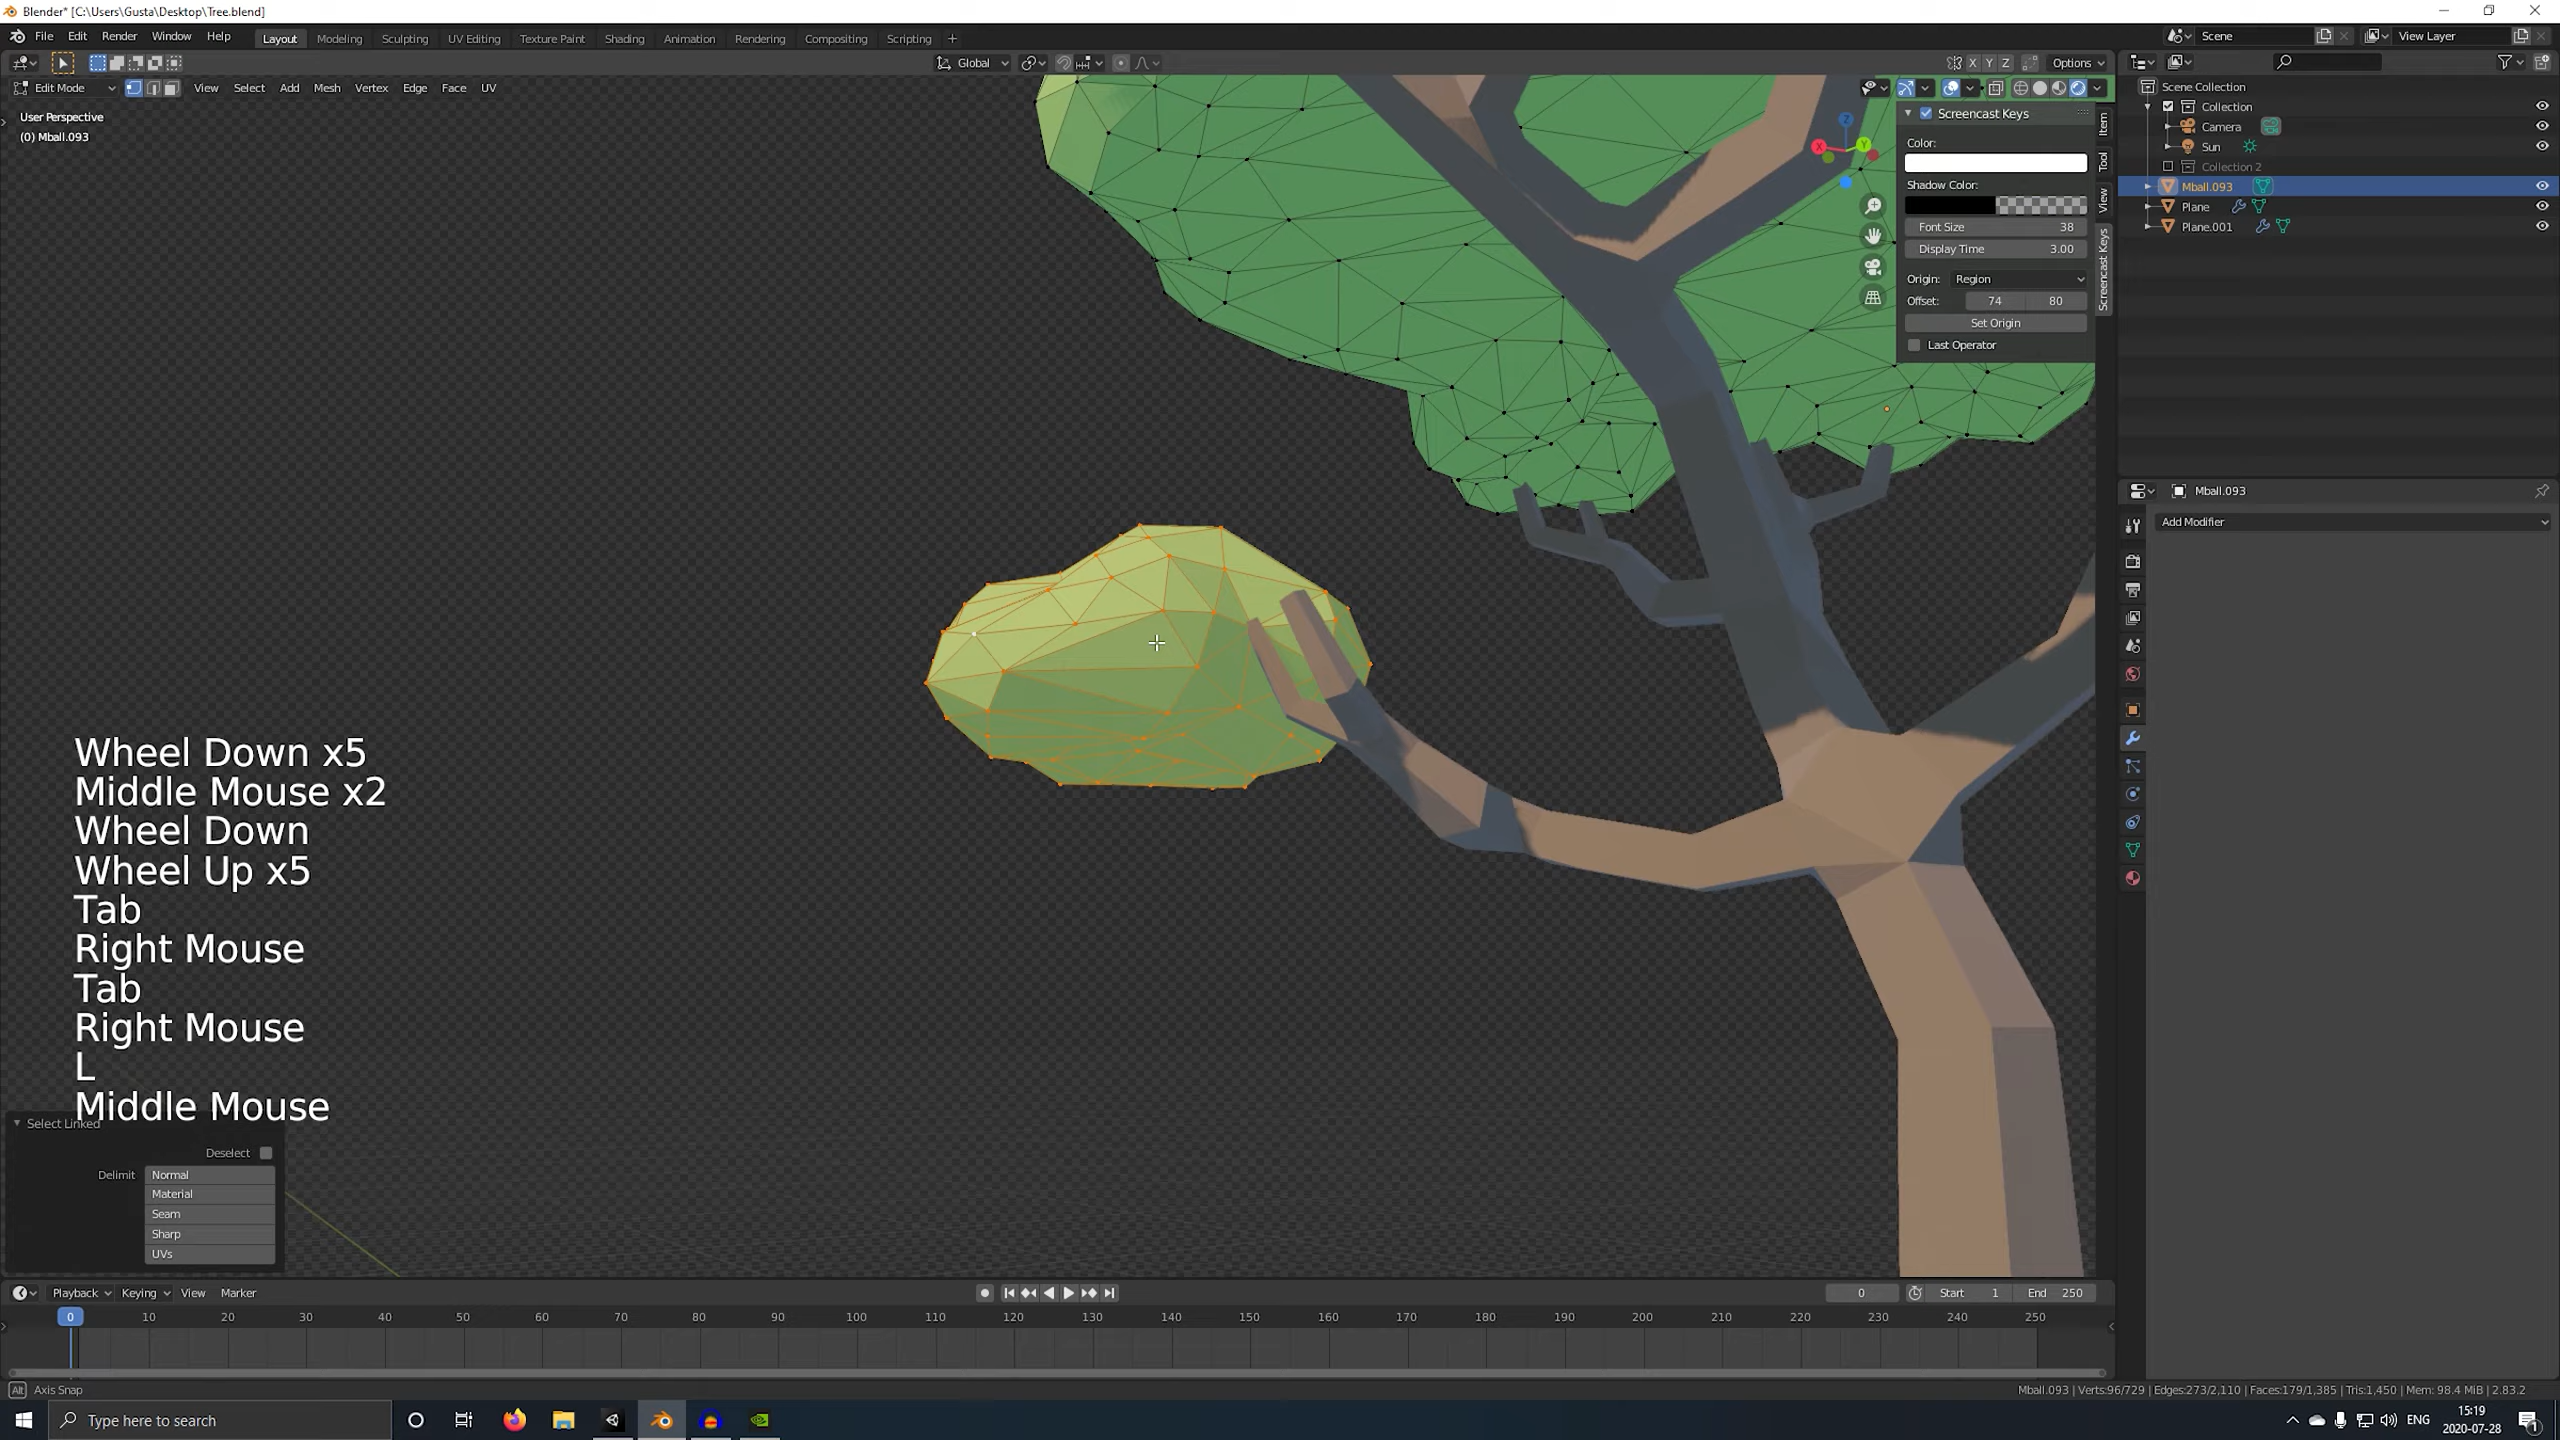 Blender* [C:\Users\Gusta\Desktop\Tree.blend]
File Edit Render Window Help Layout Modeling Sculpting UV Editing Texture Paint Shading Animation Rendering Compositing Scripting +
Scene View Layer
Global X Y Z Options
Edit Mode View Select Add Mesh Vertex Edge Face UV
User Perspective
(0) Mball.093
Screencast Keys
Color:
Shadow Color:
Font Size 38
Display Time 3.00
Origin: Region
Offset: 74 80
Set Origin
Last Operator
X Y Z
Item
Tool
View
Screencast Keys
Scene Collection
Collection
Camera
Sun
Collection 2
Mball.093
Plane
Plane.001
Mball.093
Add Modifier
Wheel Down x5
Middle Mouse x2
Wheel Down
Wheel Up x5
Tab
Right Mouse
Tab
Right Mouse
L
Middle Mouse
Select Linked
Deselect
Delimit Normal
Material
Seam
Sharp
UVs
Playback Keying View Marker 0 Start 1 End 250
0 10 20 30 40 50 60 70 80 90 100 110 120 130 140 150 160 170 180 190 200 210 220 230 240 250
Alt Axis Snap
Mball.093 | Verts:96/729 | Edges:273/2,110 | Faces:179/1,385 | Tris:1,450 | Mem: 98.4 MiB | 2.83.2
Type here to search
ENG
15:19
2020-07-28
1